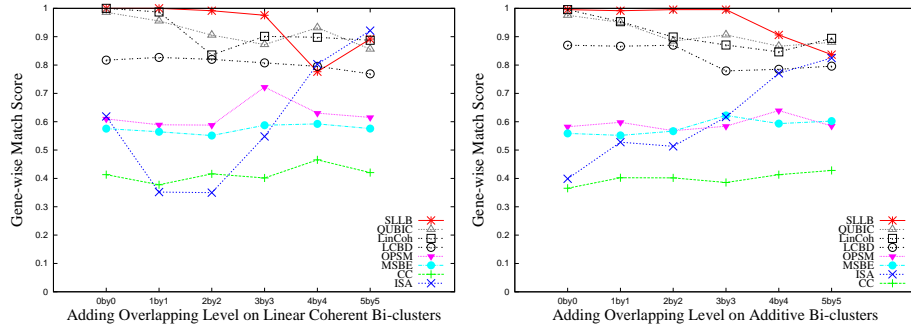 1
0.9
0.8
0.7
0.6
0.5
0.4
0.3
0.2
0.1
0
Gene-wise Match Score
0by0 1by1 2by2 3by3 4by4 5by5
Adding Overlapping Level on Linear Coherent Bi-clusters
SLLB
QUBIC
LinCoh
LCBD
OPSM
MSBE
CC
ISA
1
0.9
0.8
0.7
0.6
0.5
0.4
0.3
0.2
0.1
0
Gene-wise Match Score
0by0 1by1 2by2 3by3 4by4 5by5
Adding Overlapping Level on Additive Bi-clusters
SLLB
QUBIC
LinCoh
LCBD
OPSM
MSBE
ISA
CC